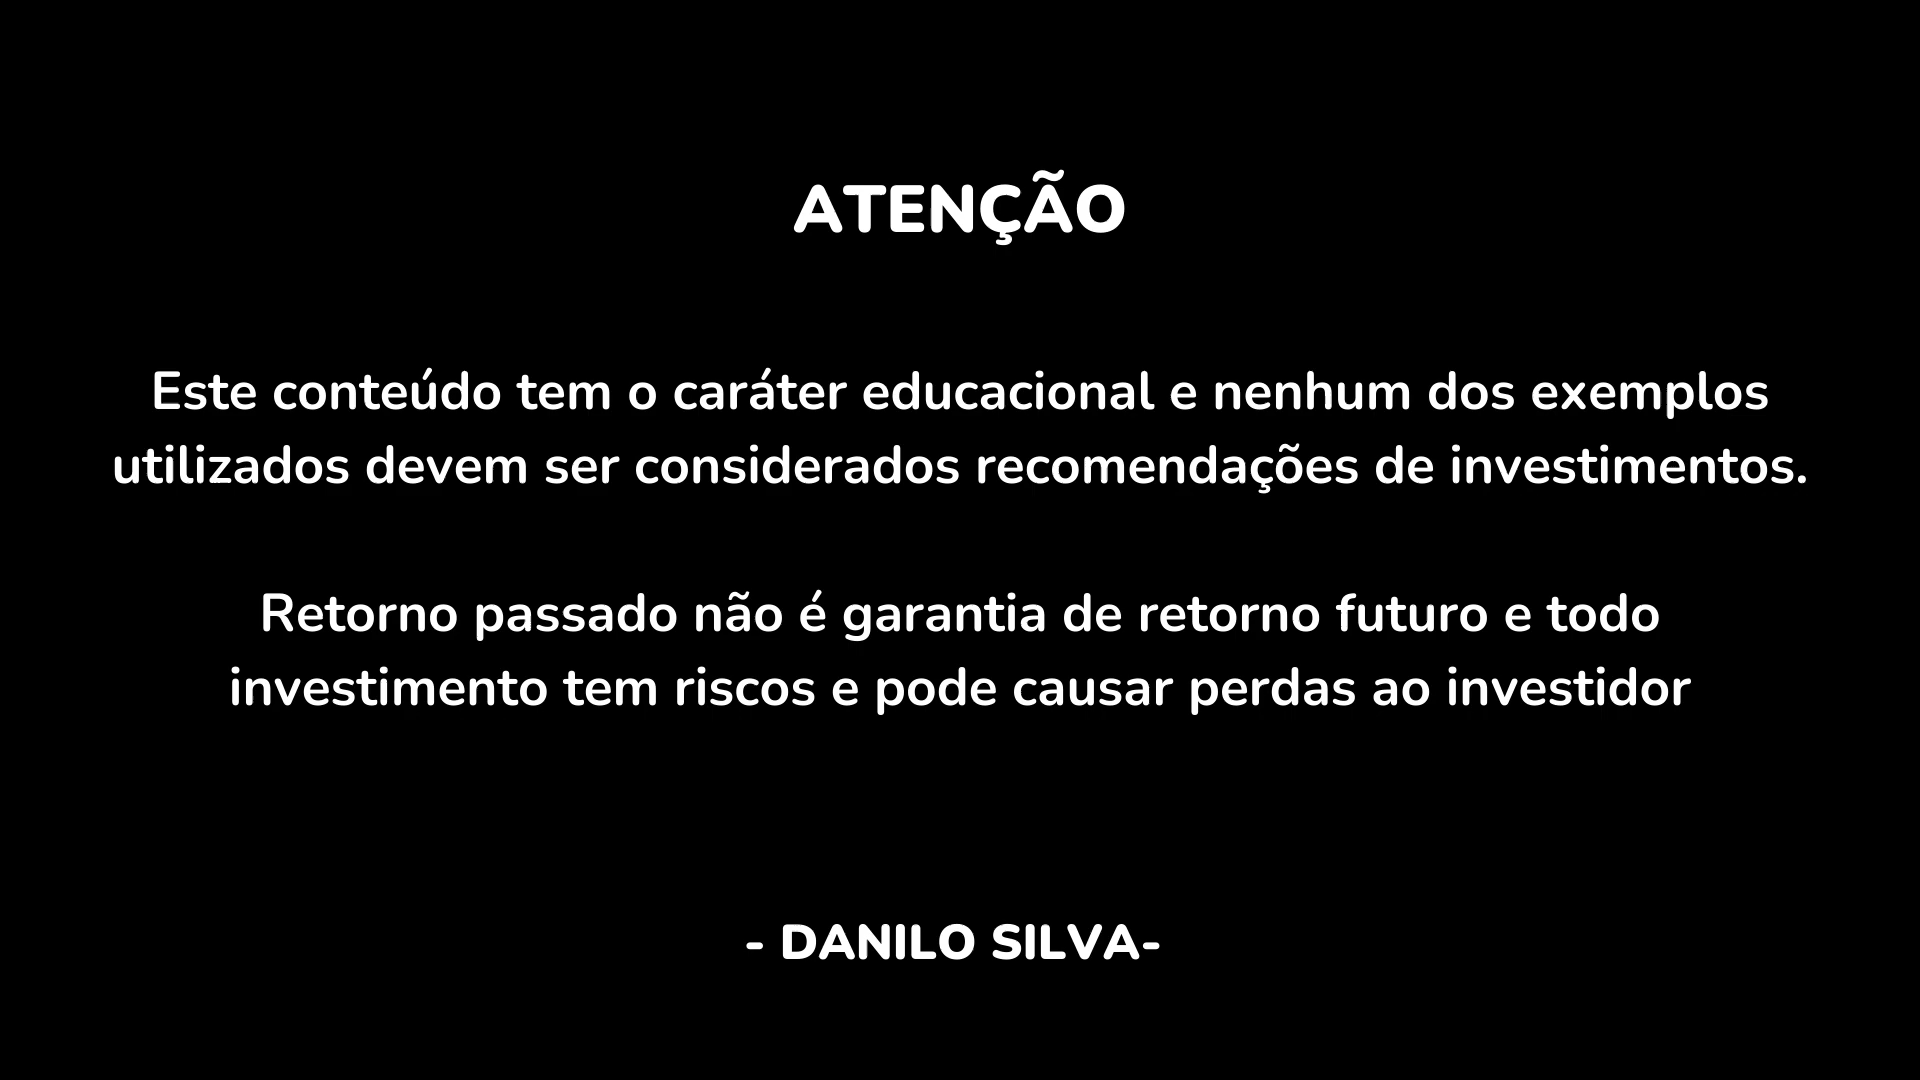 ATENÇÃO
Este conteúdo tem o caráter educacional e nenhum dos exemplos
utilizados devem ser considerados recomendações de investimentos.
Retorno passado não é garantia de retorno futuro e todo
investimento tem riscos e pode causar perdas ao investidor
- DANILO SILVA-